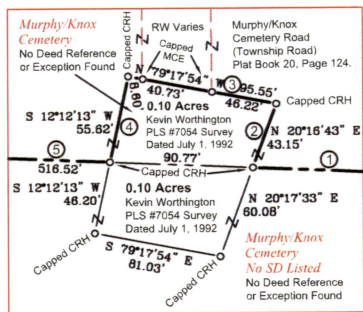 Murphy/Knox
Cemetery
No Deed Reference
or Exception Found
Capped CRH
RW Varies
Capped
MCE
Murphy/Knox
Cemetery Road
(Township Road)
Plat Book 20, Page 124.
N 79°17'54" W 95.55'
8.60'
40.73'
③
46.22'
Capped CRH
0.10 Acres
Kevin Worthington
PLS #7054 Survey
Dated July 1, 1992
S 12°12'13" W
55.62'
④
②
N 20°16'43" E
43.15'
⑤
516.52'
90.77'
Capped CRH
①
S 12°12'13" W
46.20'
0.10 Acres
Kevin Worthington
PLS #7054 Survey
Dated July 1, 1992
N 20°17'33" E
60.08'
Capped CRH
S 79°17'54" E
81.03'
Capped CRH
Murphy/Knox
Cemetery
No SD Listed
No Deed Reference
or Exception Found